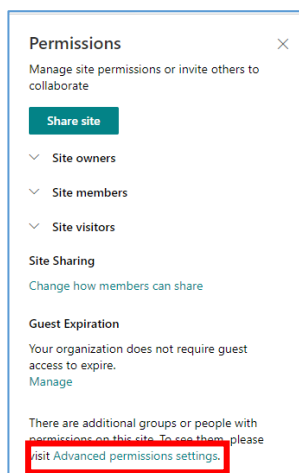 Permissions
Manage site permissions or invite others to
collaborate
Share site
Site owners
Site members
Site visitors
Site Sharing
Change how members can share
Guest Expiration
Your organization does not require guest
access to expire.
Manage
There are additional groups or people with
permissions on this site. To see them, please
visit Advanced permissions settings.